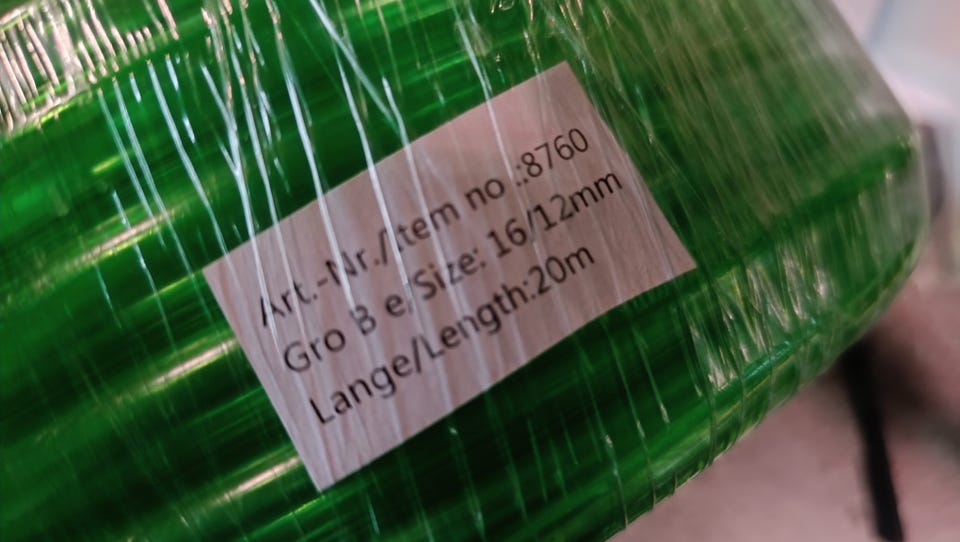 Art.-Nr./Item no .:8760
Gro B e/Size: 16/12mm
Lange/Length:20m